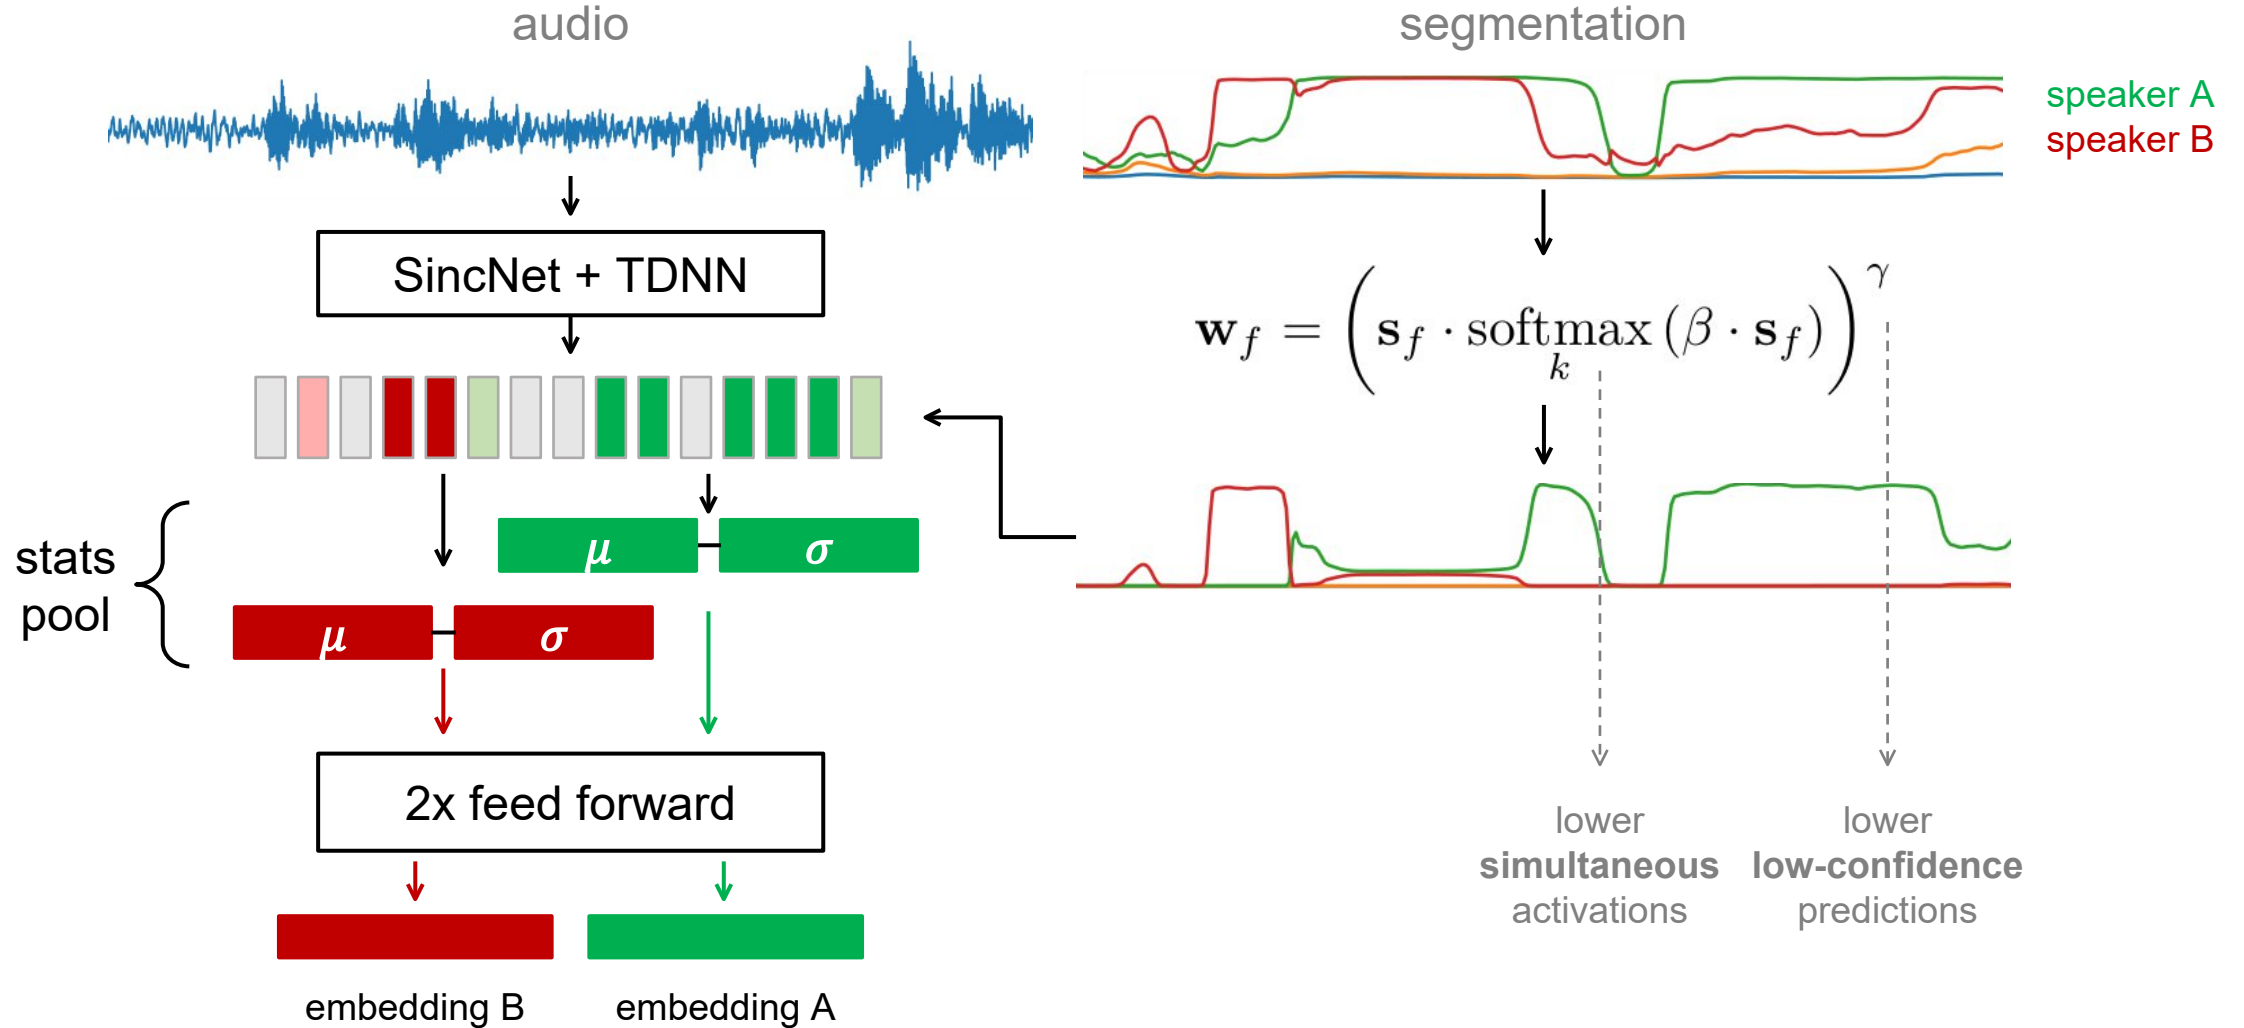 audio
segmentation
speaker A
speaker B
SincNet + TDNN
w_f = (s_f · softmax_k (β · s_f))^γ
stats
pool
μ
σ
μ
σ
2x feed forward
lower
simultaneous
activations
lower
low-confidence
predictions
embedding B
embedding A